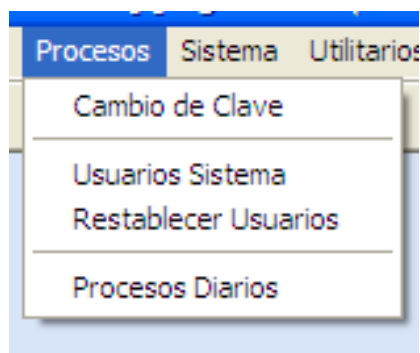 Procesos Sistema Utilitarios
Cambio de Clave
Usuarios Sistema
Restablecer Usuarios
Procesos Diarios